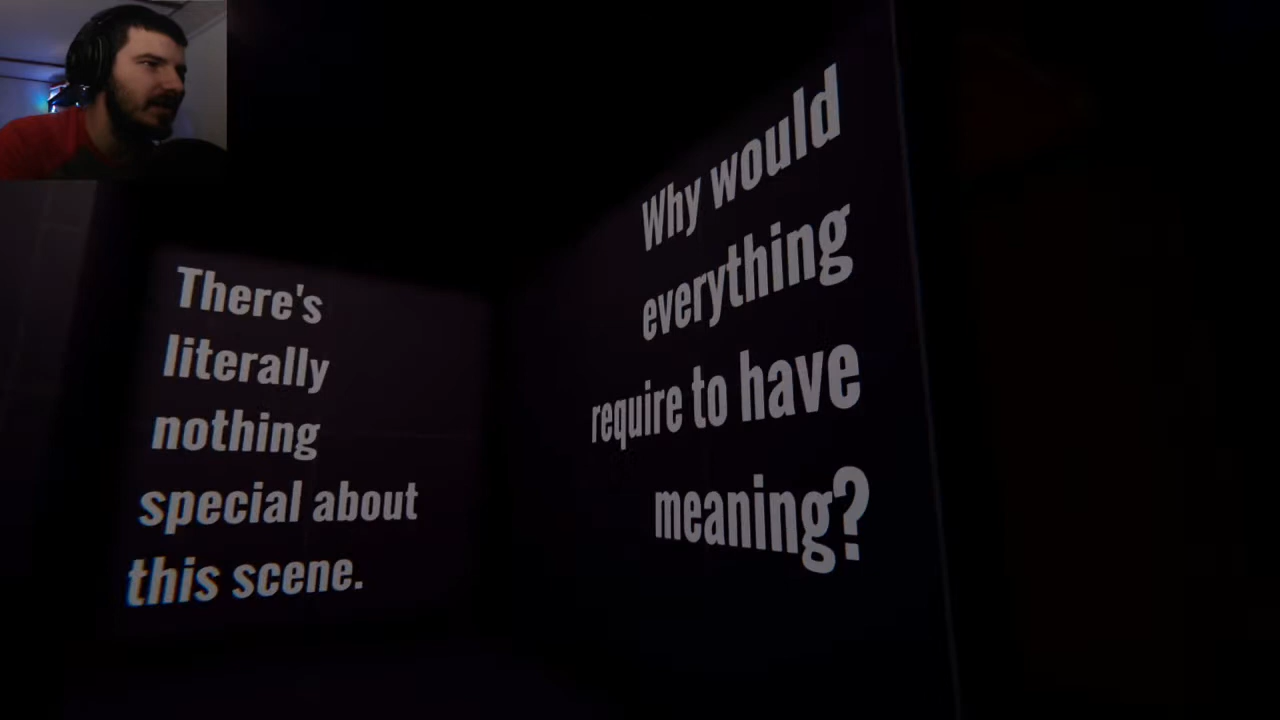 There's
literally
nothing
special about
this scene.
Why would
everything
require to have
meaning?